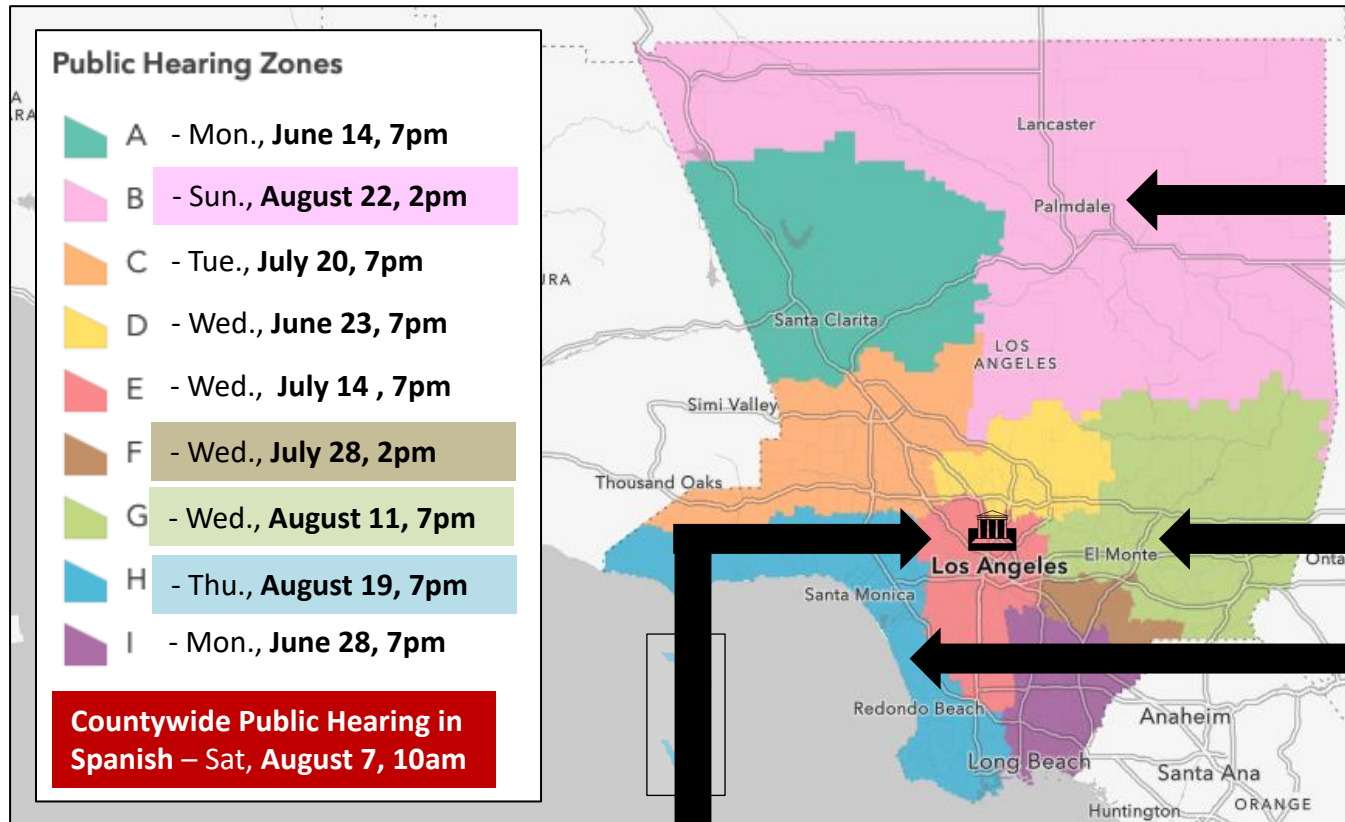 Public Hearing Zones
A - Mon., June 14, 7pm
B - Sun., August 22, 2pm
C - Tue., July 20, 7pm
D - Wed., June 23, 7pm
E - Wed., July 14 , 7pm
F - Wed., July 28, 2pm
G - Wed., August 11, 7pm
H - Thu., August 19, 7pm
I - Mon., June 28, 7pm
Countywide Public Hearing in
Spanish – Sat, August 7, 10am
A
RA
URA
Lancaster
Palmdale
Santa Clarita
LOS
ANGELES
Simi Valley
Thousand Oaks
El Monte
Onta
Los Angeles
Santa Monica
Redondo Beach
Anaheim
Long Beach
Santa Ana
Huntington
ORANGE